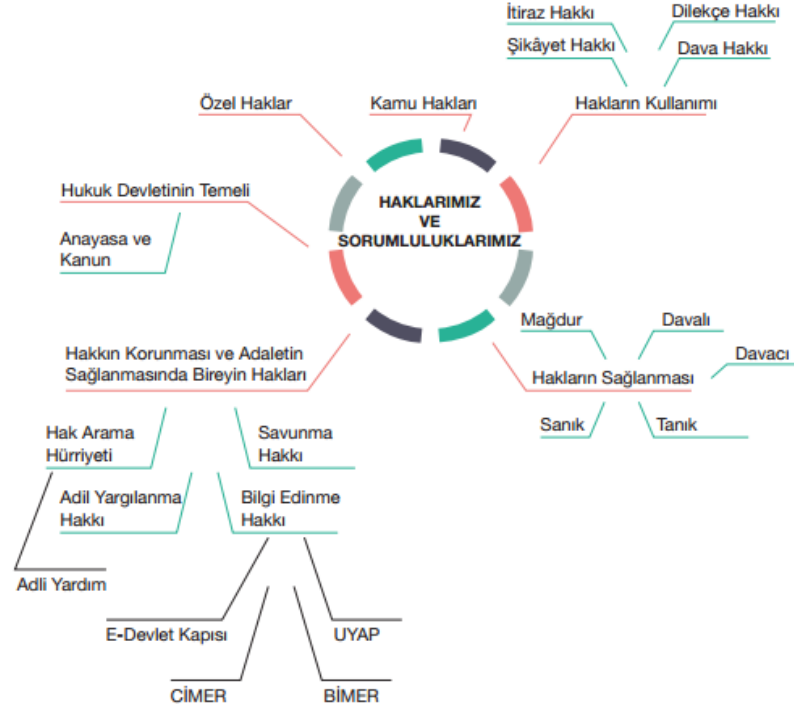 İtiraz Hakkı
Dilekçe Hakkı
Şikâyet Hakkı
Dava Hakkı
Özel Haklar
Kamu Hakları
Hakların Kullanımı
Hukuk Devletinin Temeli
HAKLARIMIZ
VE
SORUMLULUKLARIMIZ
Anayasa ve
Kanun
Mağdur
Davalı
Davacı
Hakkın Korunması ve Adaletin
Sağlanmasında Bireyin Hakları
Hakların Sağlanması
Sanık
Tanık
Hak Arama
Hürriyeti
Savunma
Hakkı
Adil Yargılanma
Hakkı
Bilgi Edinme
Hakkı
Adli Yardım
E-Devlet Kapısı
UYAP
CİMER
BİMER